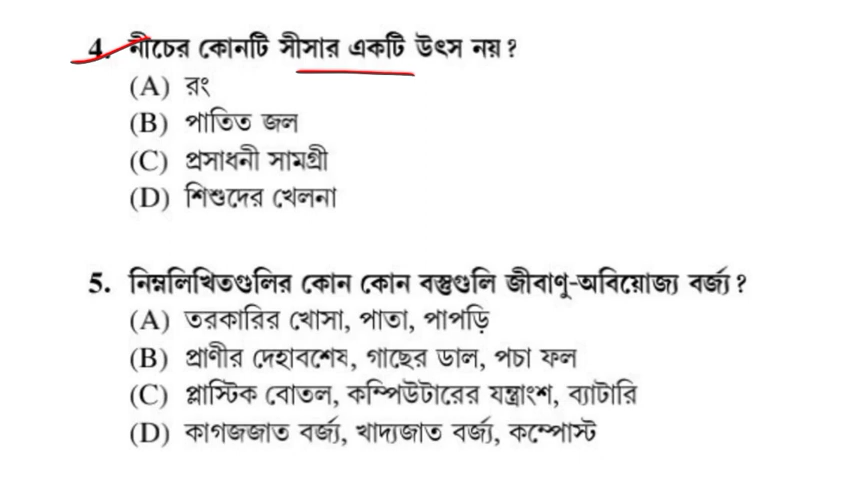 4. নীচের কোনটি সীসার একটি উৎস নয় ?
(A) রং
(B) পাতিত জল
(C) প্রসাধনী সামগ্রী
(D) শিশুদের খেলনা
5. নিম্নলিখিতগুলির কোন কোন বস্তুগুলি জীবাণু-অবিয়োজ্য বর্জ্য ?
(A) তরকারির খোসা, পাতা, পাপড়ি
(B) প্রাণীর দেহাবশেষ, গাছের ডাল, পচা ফল
(C) প্লাস্টিক বোতল, কম্পিউটারের যন্ত্রাংশ, ব্যাটারি
(D) কাগজজাত বর্জ্য, খাদ্যজাত বর্জ্য, কম্পোস্ট